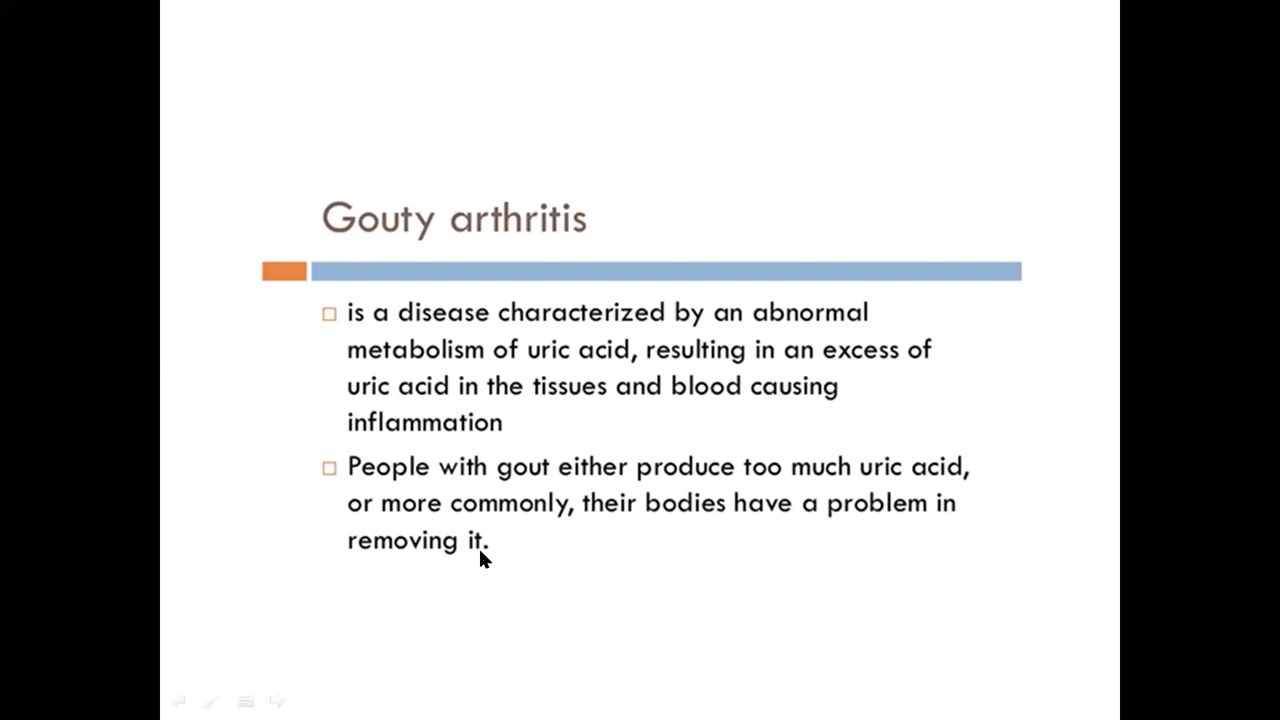 Gouty arthritis
is a disease characterized by an abnormal
metabolism of uric acid, resulting in an excess of
uric acid in the tissues and blood causing
inflammation
People with gout either produce too much uric acid,
or more commonly, their bodies have a problem in
removing it.